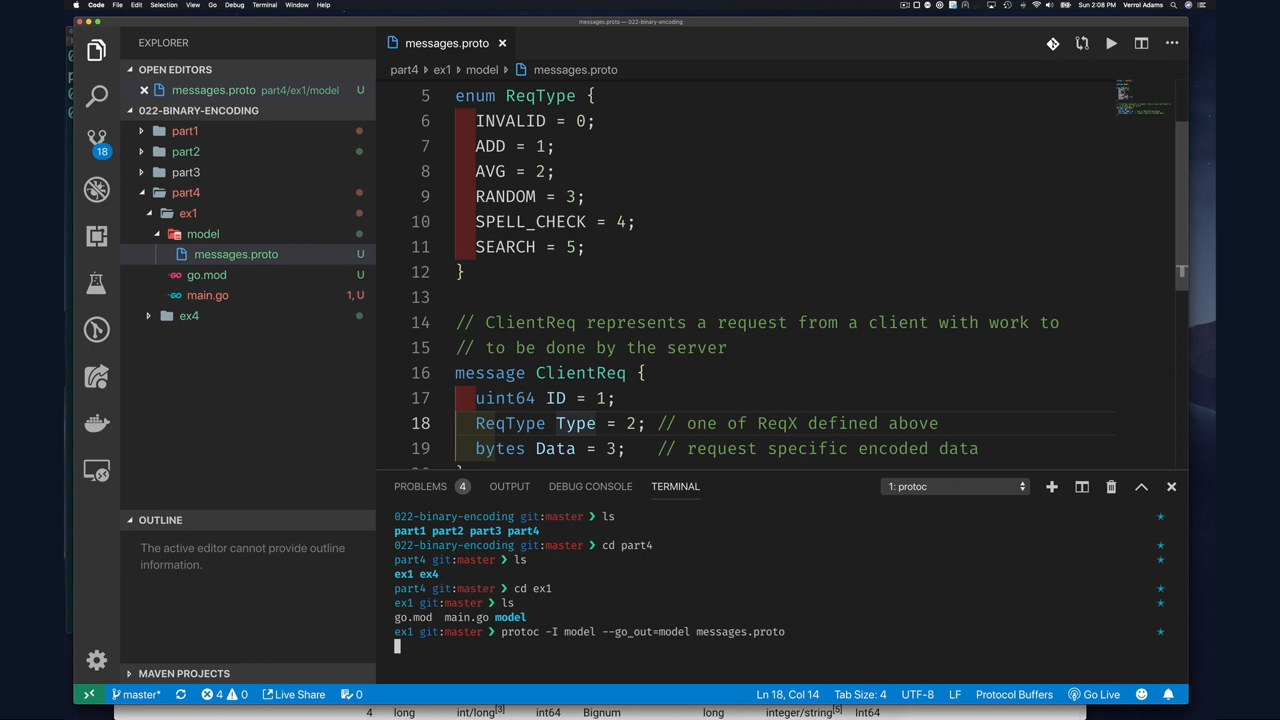 Code File Edit Selection View Go Debug Terminal Window Help
Sun 2:08 PM Verrol Adams
messages.proto — 022-binary-encoding
EXPLORER
OPEN EDITORS
messages.proto part4/ex1/model U
022-BINARY-ENCODING
part1
part2
part3
part4
ex1
model
messages.proto U
go.mod U
main.go 1, U
ex4
18
OUTLINE
The active editor cannot provide outline
information.
MAVEN PROJECTS
messages.proto
part4 ex1 model messages.proto
5 enum ReqType {
6 INVALID = 0;
7 ADD = 1;
8 AVG = 2;
9 RANDOM = 3;
10 SPELL_CHECK = 4;
11 SEARCH = 5;
12 }
13
14 // ClientReq represents a request from a client with work to
15 // to be done by the server
16 message ClientReq {
17 uint64 ID = 1;
18 ReqType Type = 2; // one of ReqX defined above
19 bytes Data = 3; // request specific encoded data
PROBLEMS 4 OUTPUT DEBUG CONSOLE TERMINAL 1: protoc
022-binary-encoding git:master ❯ ls
part1 part2 part3 part4
022-binary-encoding git:master ❯ cd part4
part4 git:master ❯ ls
ex1 ex4
part4 git:master ❯ cd ex1
ex1 git:master ❯ ls
go.mod main.go model
ex1 git:master ❯ protoc -I model --go_out=model messages.proto
master* 4 0 Live Share 0 Ln 18, Col 14 Tab Size: 4 UTF-8 LF Protocol Buffers Go Live
4 long int/long[3] int64 Bignum long integer/string[5] Int64